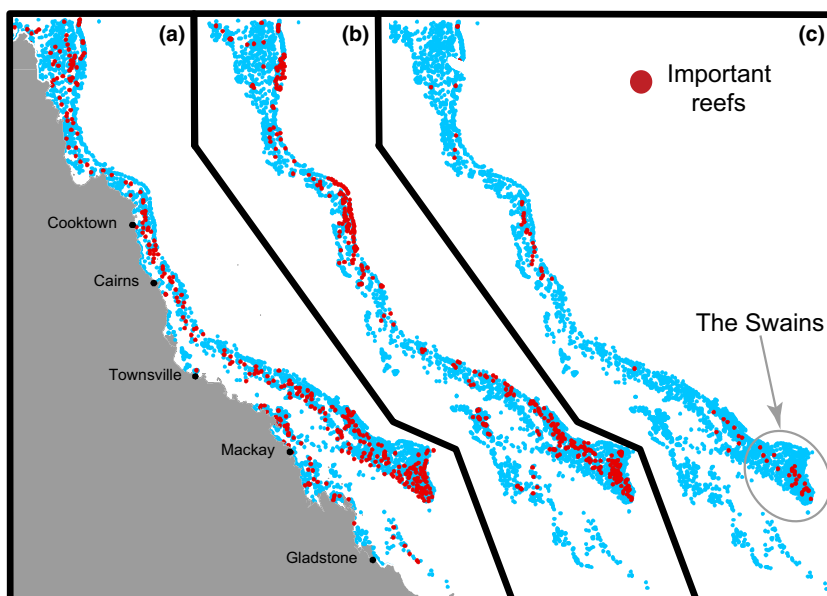 (a)
(b)
(c)
Important
reefs
Cooktown
Cairns
The Swains
Townsville
Mackay
Gladstone